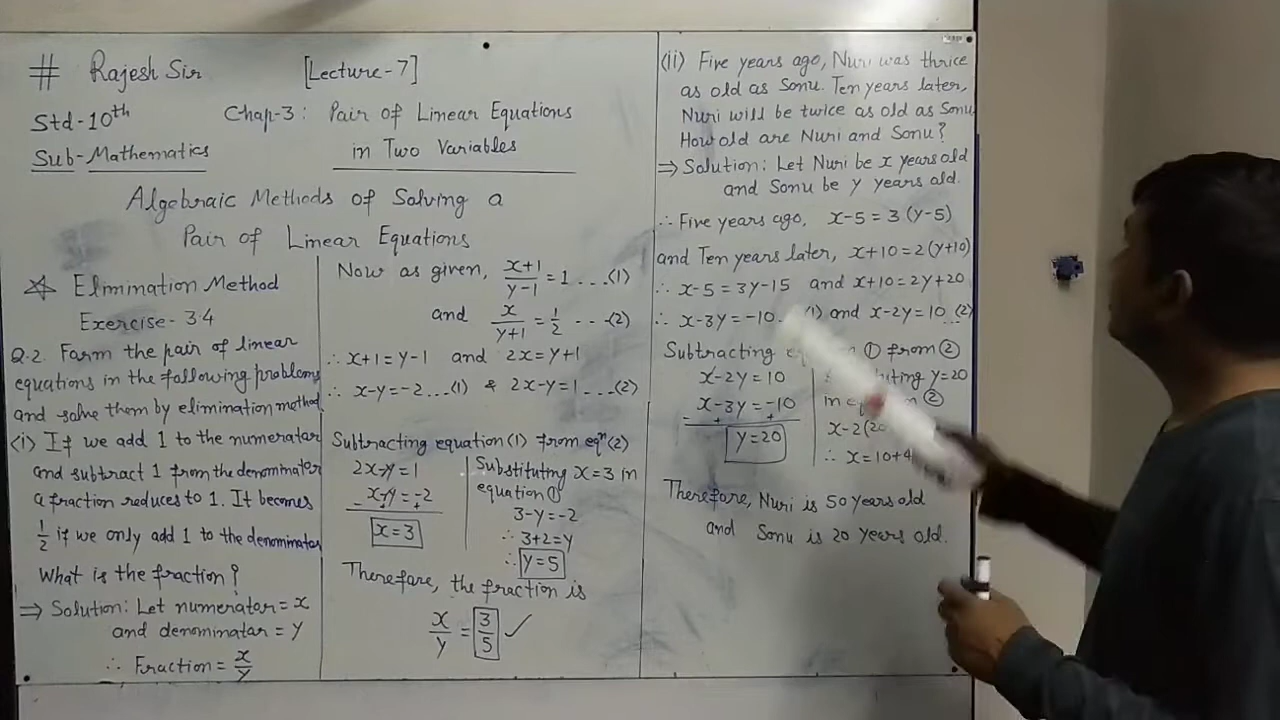 # Rajesh Sir [Lecture-7]
Std-10th Chap-3: Pair of Linear Equations
Sub-Mathematics in Two Variables
Algebraic Methods of Solving a
Pair of Linear Equations
☆ Elimination Method
Exercise-3.4
Q.2. Farm the pair of linear
equations in the following problems
and solve them by elimination method
(i) If we add 1 to the numeratar
and subtract 1 from the denominatar
a fraction reduces to 1. It becomes
1/2 if we only add 1 to the denominatar
What is the fraction?
⇒ Solution: Let numeratar = x
and denominatar = y
∴ Fraction = x/y
Now as given, (x+1)/(y-1) = 1 ...(1)
and x/(y+1) = 1/2 ---(2)
∴ x+1=y-1 and 2x=y+1
∴ x-y=-2...(1) & 2x-y=1....(2)
Subtracting equation (1) from eqn (2)
2x-y=1
- x-y=-2
- + +
x=3
Substituting x=3 in
equation ①
3-y=-2
∴ 3+2=y
∴ y=5
Therefare, the fraction is
x/y = 3/5 ✓
(ii) Five years ago, Nuri was thrice
as old as Sonu. Ten years later,
Nuri will be twice as old as Sonu
How old are Nuri and Sonu?
⇒ Solution: Let Nuri be x years old
and Sonu be y years old.
∴ Five years ago, x-5=3(y-5)
and Ten years later, x+10=2(y+10)
∴ x-5=3y-15 and x+10=2y+20
∴ x-3y=-10. (1) and x-2y=10...(2)
Subtracting ① from ②
x-2y=10
x-3y=-10
- + +
y=20
y=20
in ②
x-2(20
∴ x=10+4
Therefare, Nuri is 50 years old
and Sonu is 20 years old.